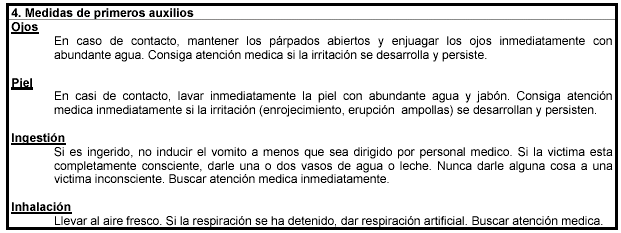 4. Medidas de primeros auxilios
Ojos
En caso de contacto, mantener los párpados abiertos y enjuagar los ojos inmediatamente con
abundante agua. Consiga atención medica si la irritación se desarrolla y persiste.
Piel
En casi de contacto, lavar inmediatamente la piel con abundante agua y jabón. Consiga atención
medica inmediatamente si la irritación (enrojecimiento, erupción ampollas) se desarrollan y persisten.
Ingestión
Si es ingerido, no inducir el vomito a menos que sea dirigido por personal medico. Si la victima esta
completamente consciente, darle una o dos vasos de agua o leche. Nunca darle alguna cosa a una
victima inconsciente. Buscar atención medica inmediatamente.
Inhalación
Llevar al aire fresco. Si la respiración se ha detenido, dar respiración artificial. Buscar atención medica.